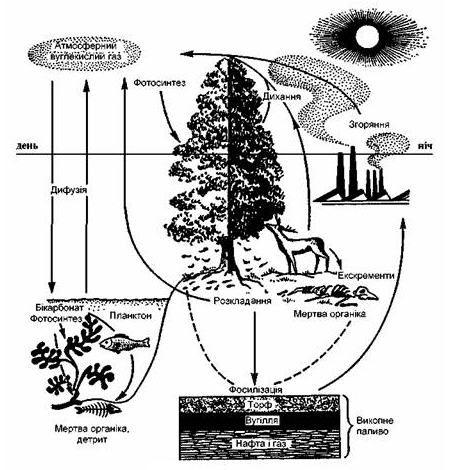 Атмосферний
вуглекислий газ
Фотосинтез
Дихання
Згоряння
день
ніч
Дифузія
Екскременти
Бікарбонат
Планктон
Фотосинтез
Розкладання
Мертва органіка
Фосилізація
Торф
Вугілля
Нафта і газ
Викопне
паливо
Мертва органіка,
детрит